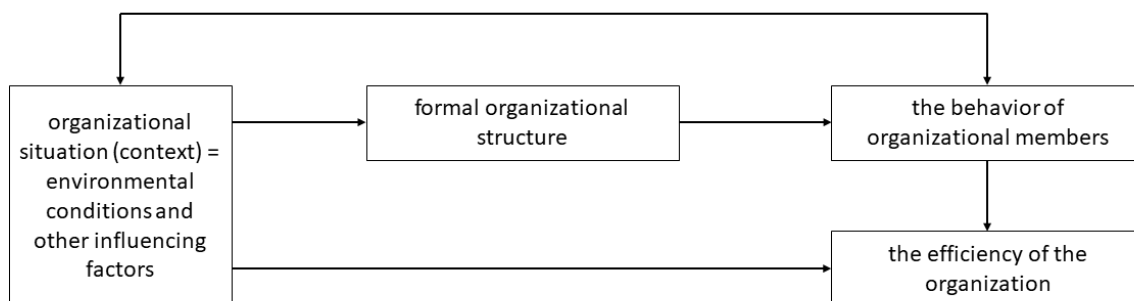 organizational
situation (context) =
environmental
conditions and
other influencing
factors
formal organizational
structure
the behavior of
organizational members
the efficiency of the
organization